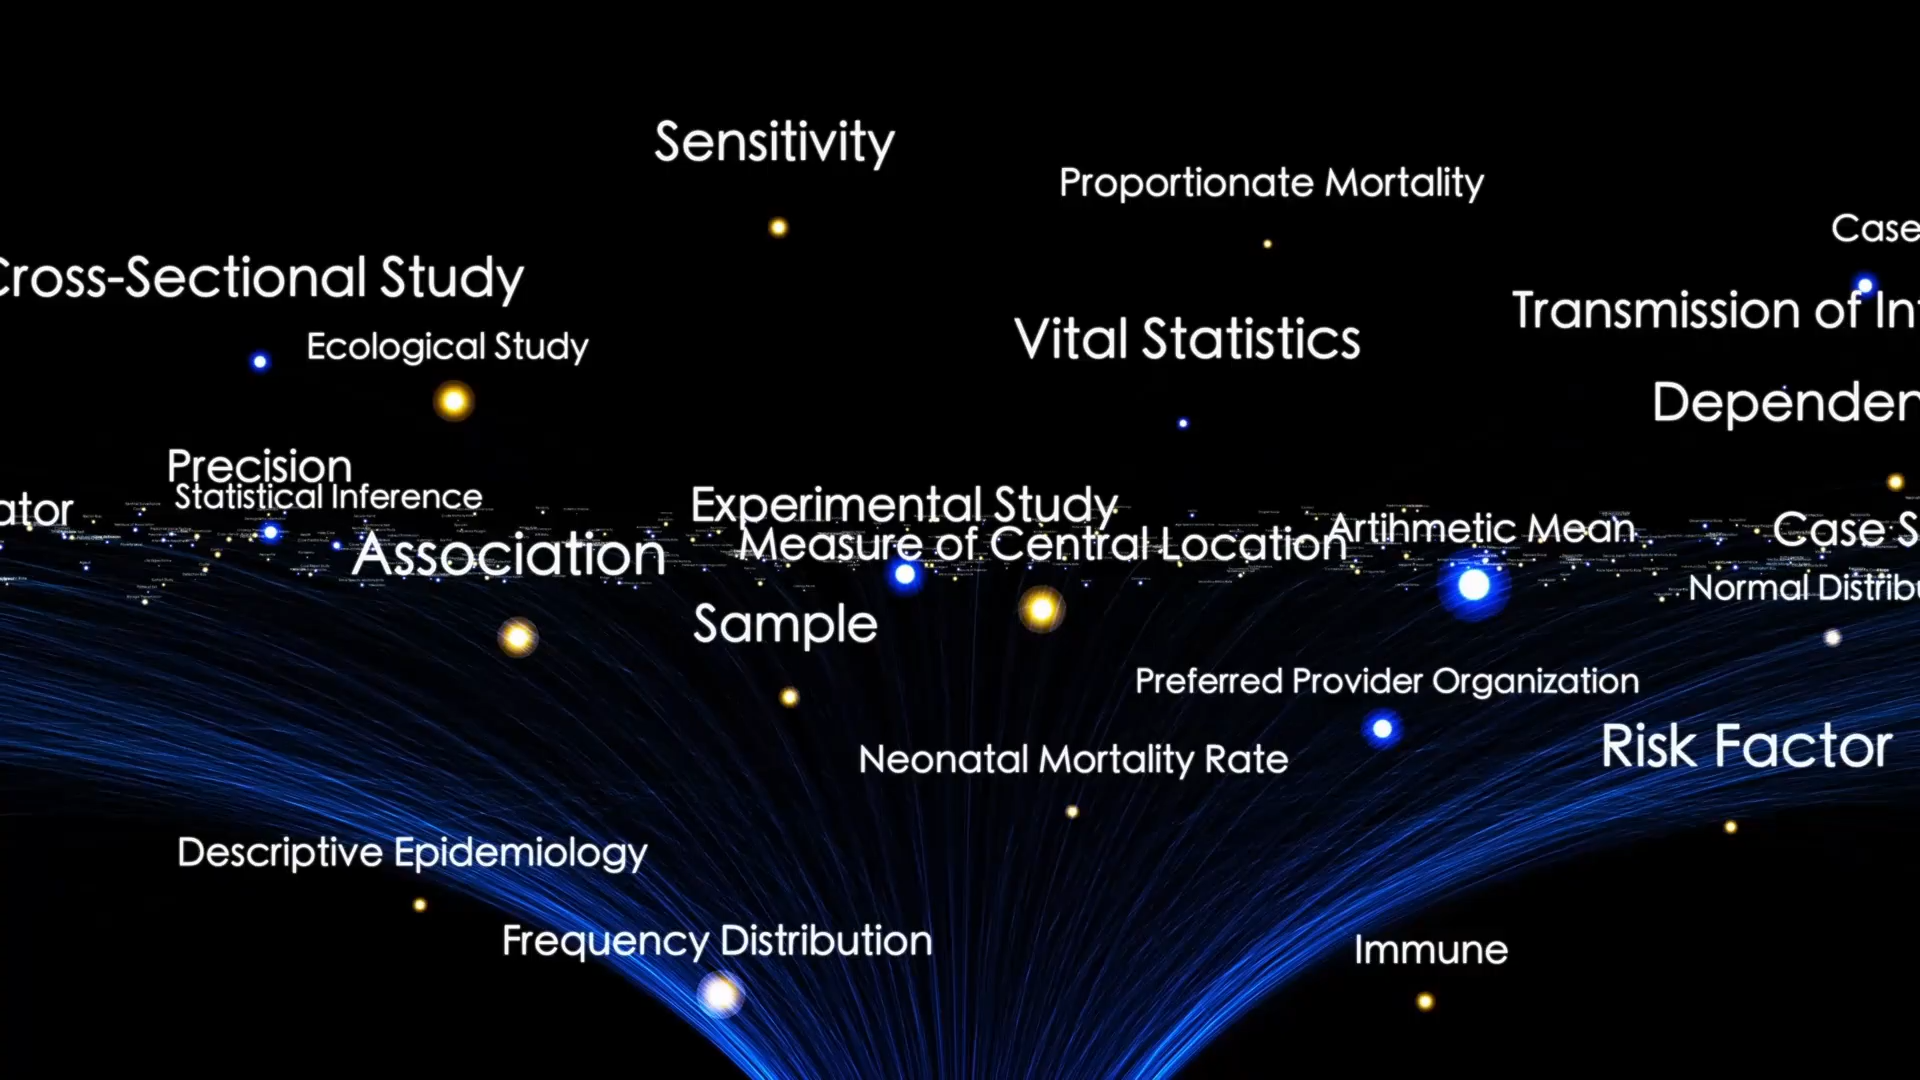 Sensitivity
Proportionate Mortality
Case
Cross-Sectional Study
Transmission of In
Vital Statistics
Ecological Study
Dependen
Precision
Statistical Inference
ator
Experimental Study
Artihmetic Mean
Case S
Measure of Central Location
Association
Normal Distribu
Sample
Preferred Provider Organization
Risk Factor
Neonatal Mortality Rate
Descriptive Epidemiology
Frequency Distribution
Immune